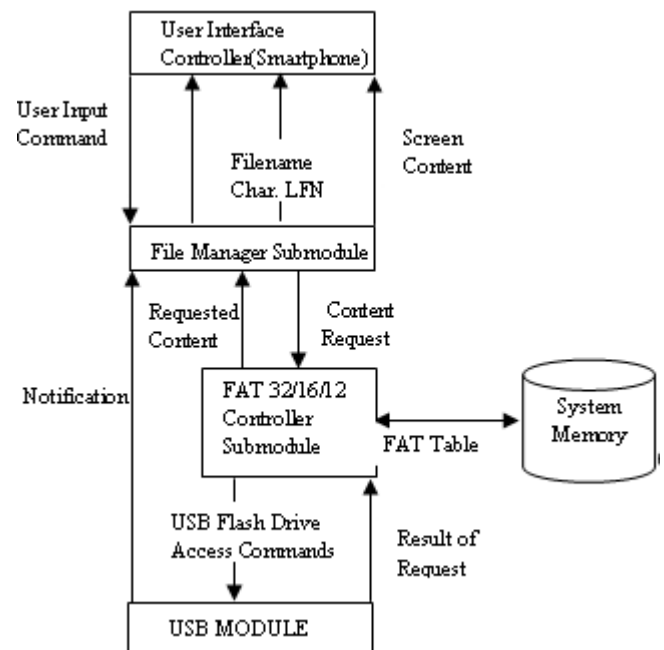 User Interface
Controller(Smartphone)
User Input
Command
Filename
Char. LFN
Screen
Content
File Manager Submodule
Requested
Content
Content
Request
Notification
FAT 32/16/12
Controller
Submodule
FAT Table
System
Memory
USB Flash Drive
Access Commands
Result of
Request
USB MODULE